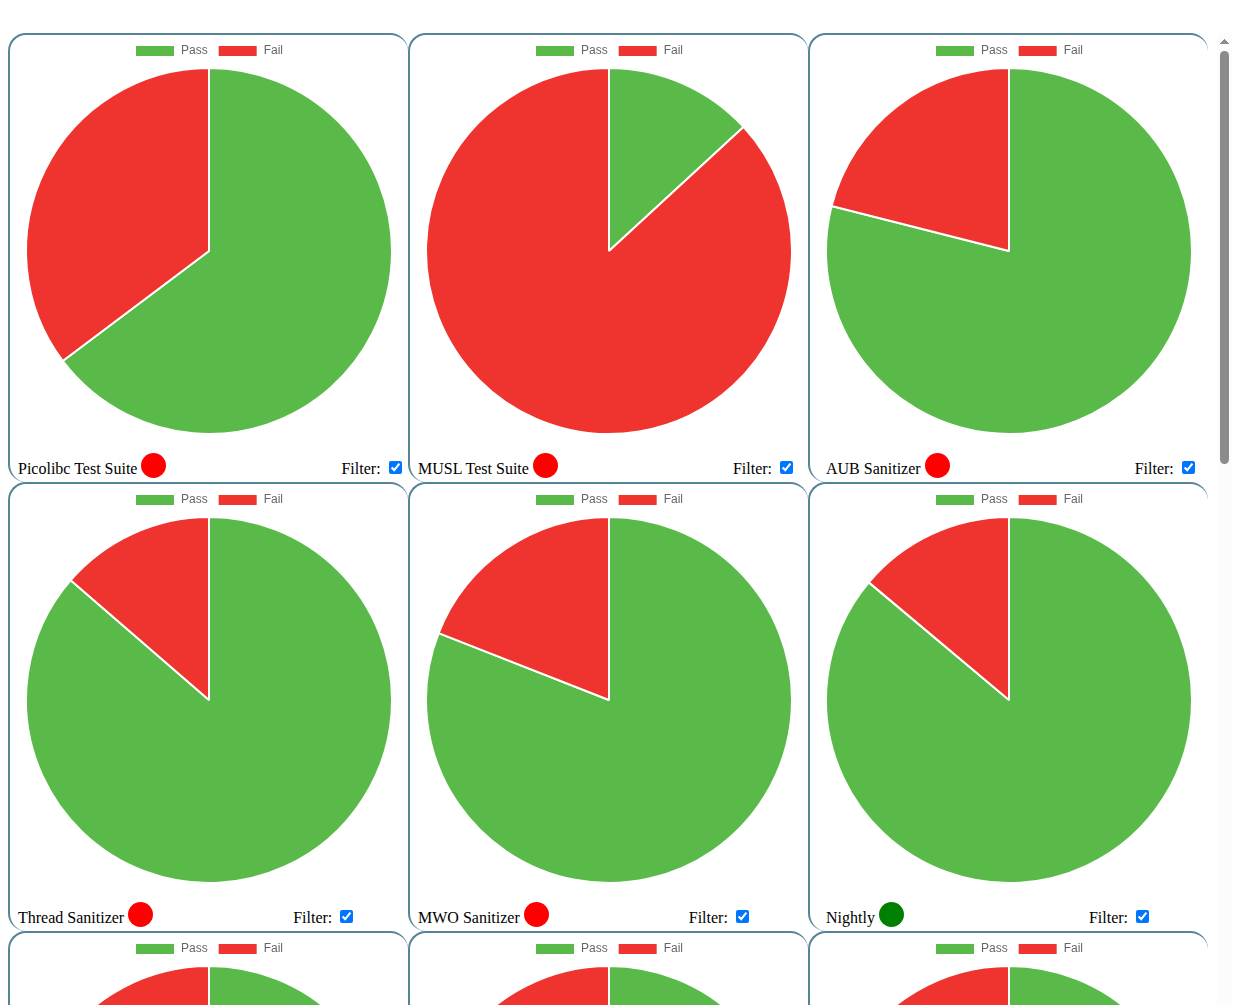 Pass Fail
Pass Fail
Pass Fail
Picolibc Test Suite Filter:
MUSL Test Suite Filter:
AUB Sanitizer Filter:
Pass Fail
Pass Fail
Pass Fail
Thread Sanitizer Filter:
MWO Sanitizer Filter:
Nightly Filter:
Pass Fail
Pass Fail
Pass Fail